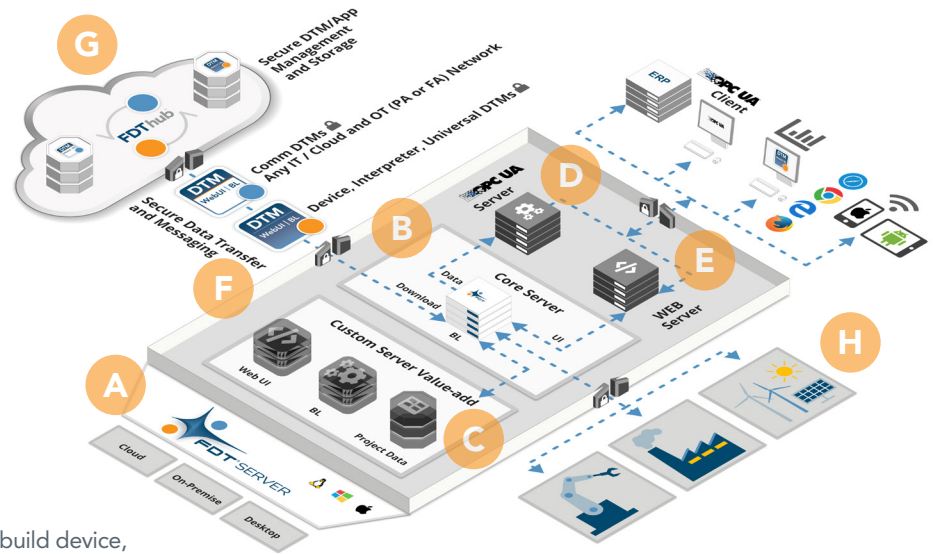 G
Secure DTM/App
Management
and Storage
DTM
FDThub
Comm DTMs
Any IT / Cloud and OT (PA or FA) Network
Device, Interpreter, Universal DTMs
DTM
WebUI | BL
DTM
WebUI | BL
Secure Data Transfer
and Messaging
ERP
OPC UA
Client
OPC UA
OPC UA
Server
D
B
E
F
Data
Download
Core Server
BL
UI
WEB
Server
Custom Server Value-add
Web UI
BL
Project Data
A
C
H
FDT SERVER
Cloud
On-Premise
Desktop
build device,